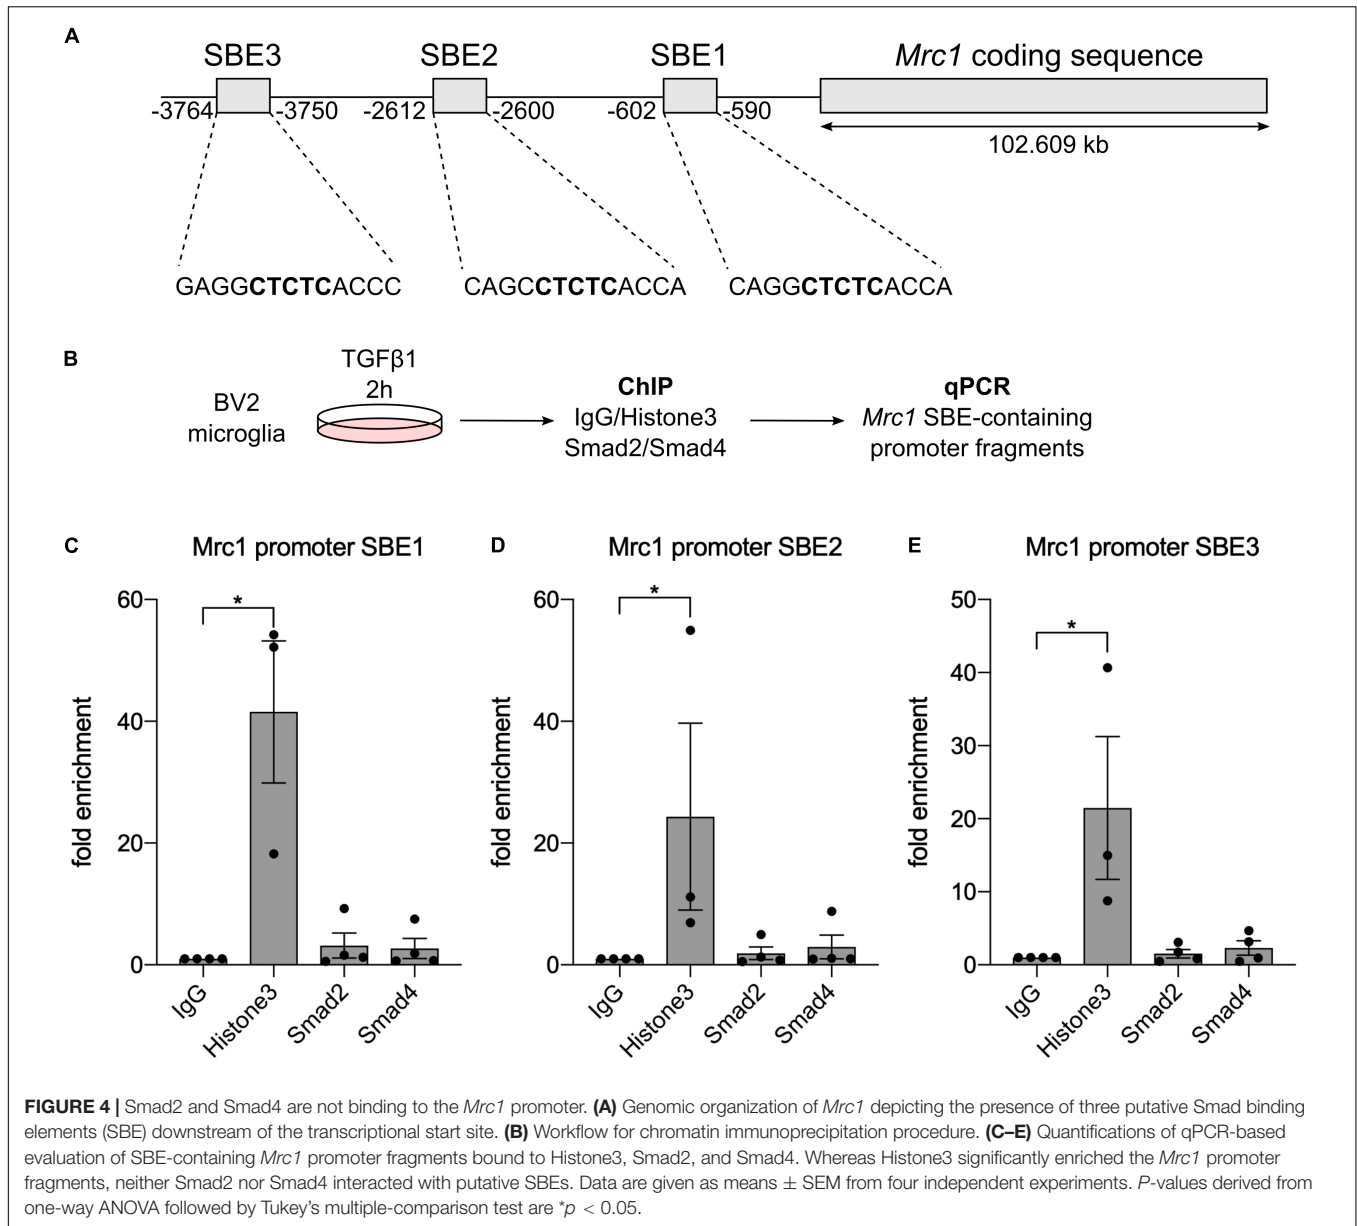 A
SBE3 SBE2 SBE1 Mrc1 coding sequence
-3764 -3750 -2612 -2600 -602 -590
102.609 kb
GAGGCTCTCACCC CAGCCTCTCACCA CAGGCTCTCACCA
B
TGFβ1
2h
BV2
microglia
ChIP
IgG/Histone3
Smad2/Smad4
qPCR
Mrc1 SBE-containing
promoter fragments
C
Mrc1 promoter SBE1
*
60
40
20
0
fold enrichment
IgG
Histone3
Smad2
Smad4
D
Mrc1 promoter SBE2
*
60
40
20
0
fold enrichment
IgG
Histone3
Smad2
Smad4
E
Mrc1 promoter SBE3
*
50
40
30
20
10
0
fold enrichment
IgG
Histone3
Smad2
Smad4
FIGURE 4 | Smad2 and Smad4 are not binding to the Mrc1 promoter. (A) Genomic organization of Mrc1 depicting the presence of three putative Smad binding
elements (SBE) downstream of the transcriptional start site. (B) Workflow for chromatin immunoprecipitation procedure. (C–E) Quantifications of qPCR-based
evaluation of SBE-containing Mrc1 promoter fragments bound to Histone3, Smad2, and Smad4. Whereas Histone3 significantly enriched the Mrc1 promoter
fragments, neither Smad2 nor Smad4 interacted with putative SBEs. Data are given as means ± SEM from four independent experiments. P-values derived from
one-way ANOVA followed by Tukey's multiple-comparison test are *p < 0.05.